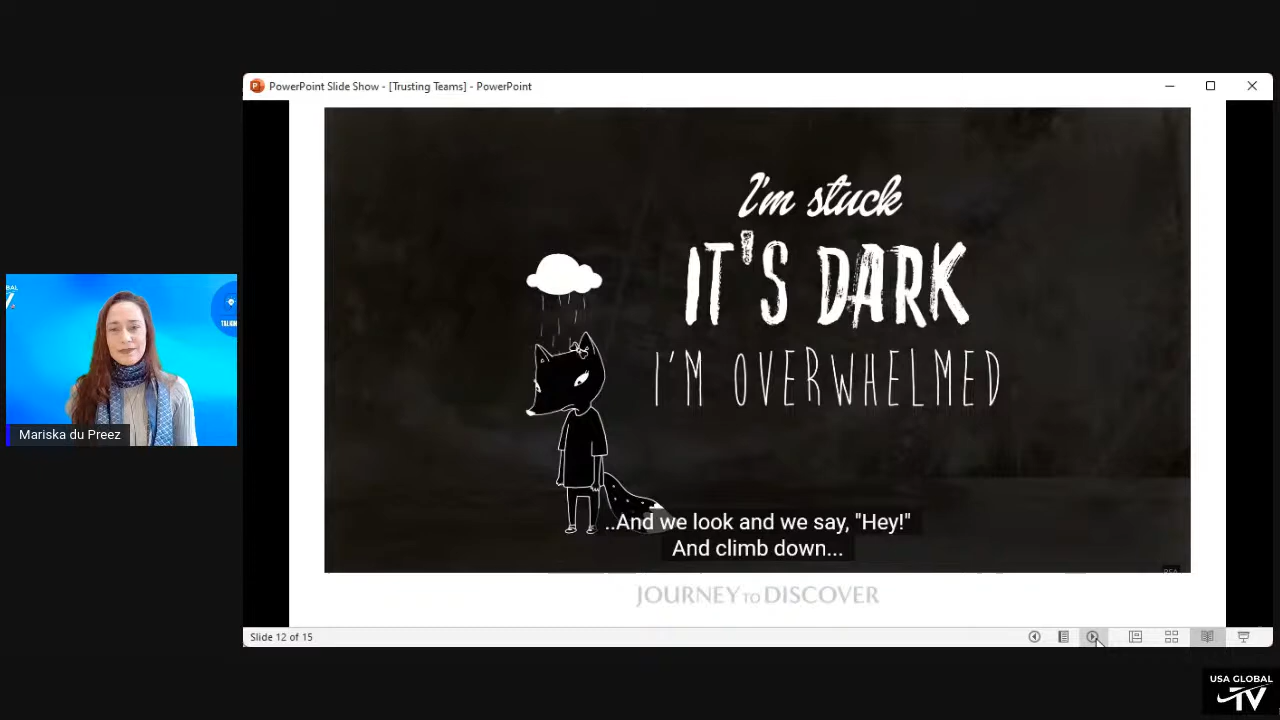 PowerPoint Slide Show - [Trusting Teams] - PowerPoint
I'm stuck
IT'S DARK
I'M OVERWHELMED
..And we look and we say, "Hey!"
And climb down...
JOURNEY TO DISCOVER
Slide 12 of 15
Mariska du Preez
USA GLOBAL
TV